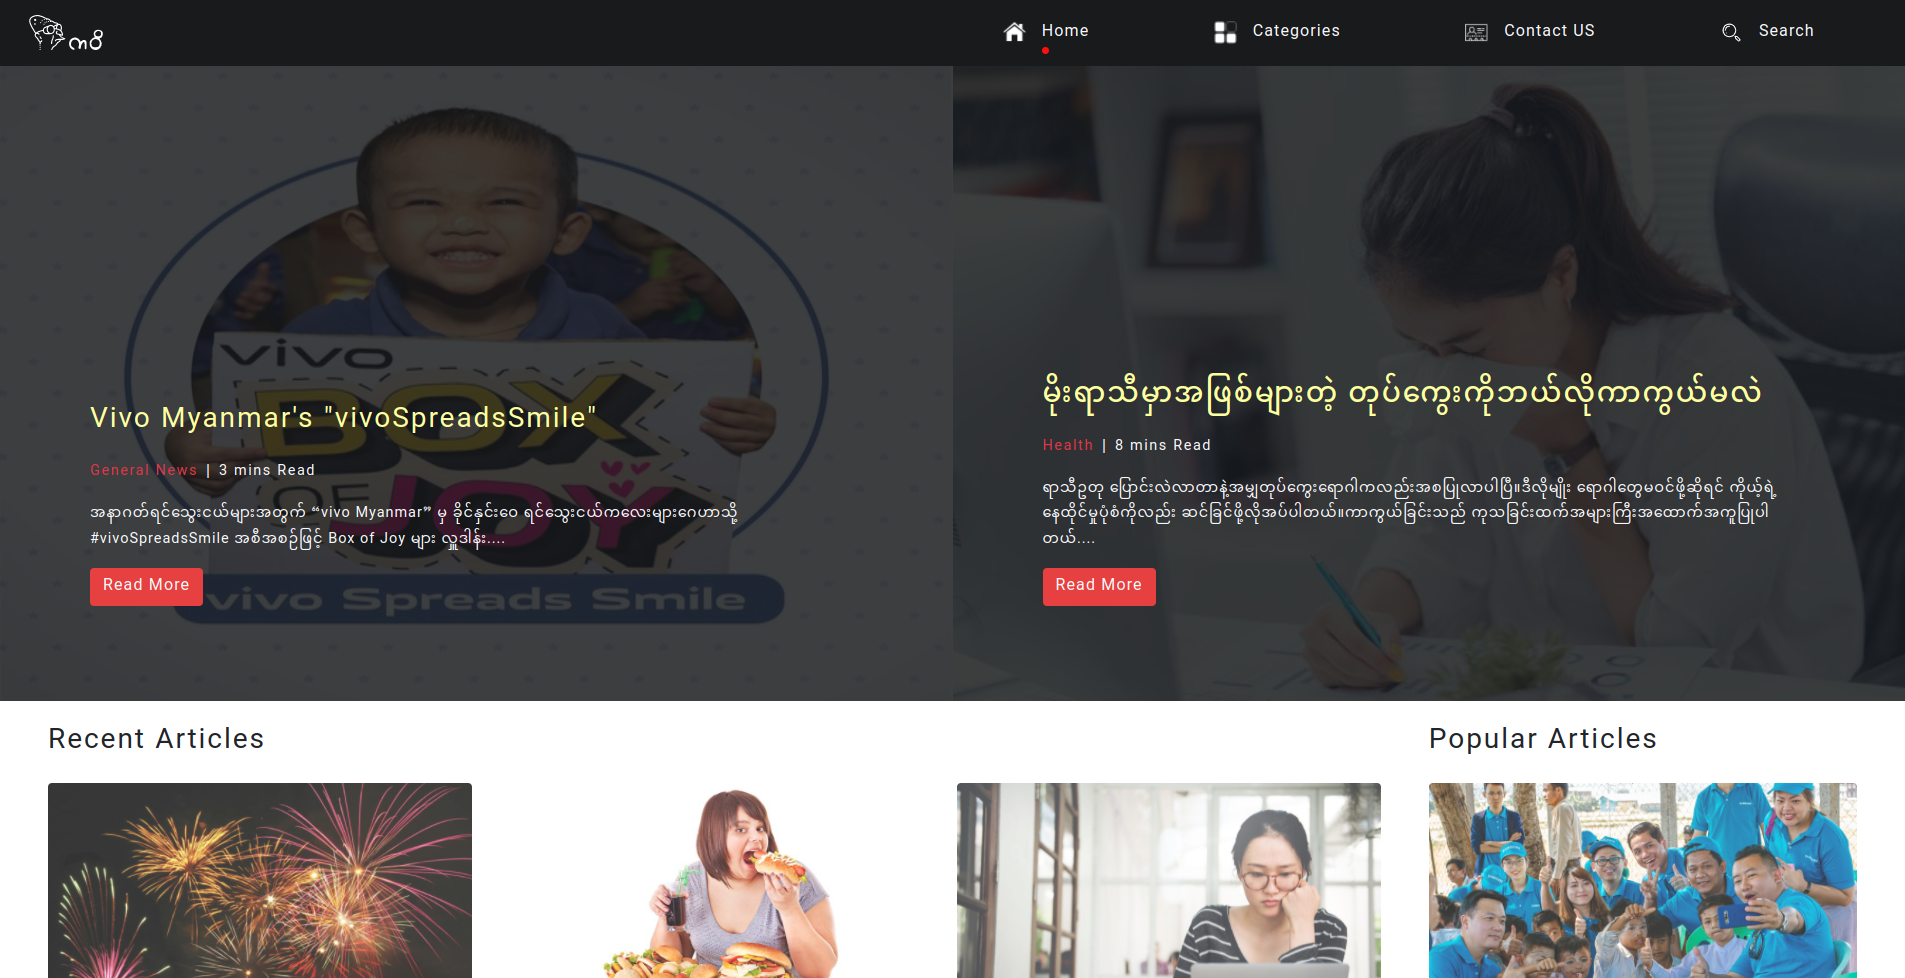 ကဝိ
Home
Categories
Contact US
Search
vivo
BOX
OF JOY
vivo Spreads Smile
Vivo Myanmar's "vivoSpreadsSmile"
General News | 3 mins Read
အနာဂတ်ရင်သွေးငယ်များအတွက် “vivo Myanmar” မှ ခိုင်နှင်းဝေ ရင်သွေးငယ်ကလေးများဂေဟာသို့
#vivoSpreadsSmile အစီအစဉ်ဖြင့် Box of Joy များ လှူဒါန်း....
Read More
မိုးရာသီမှာအဖြစ်များတဲ့ တုပ်ကွေးကိုဘယ်လိုကာကွယ်မလဲ
Health | 8 mins Read
ရာသီဥတု ပြောင်းလဲလာတာနဲ့အမျှတုပ်ကွေးရောဂါကလည်းအစပြုလာပါပြီ။ဒီလိုမျိုး ရောဂါတွေမဝင်ဖို့ဆိုရင် ကိုယ့်ရဲ့
နေထိုင်မှုပုံစံကိုလည်း ဆင်ခြင်ဖို့လိုအပ်ပါတယ်။ကာကွယ်ခြင်းသည် ကုသခြင်းထက်အများကြီးအထောက်အကူပြုပါ
တယ်....
Read More
Recent Articles
Popular Articles